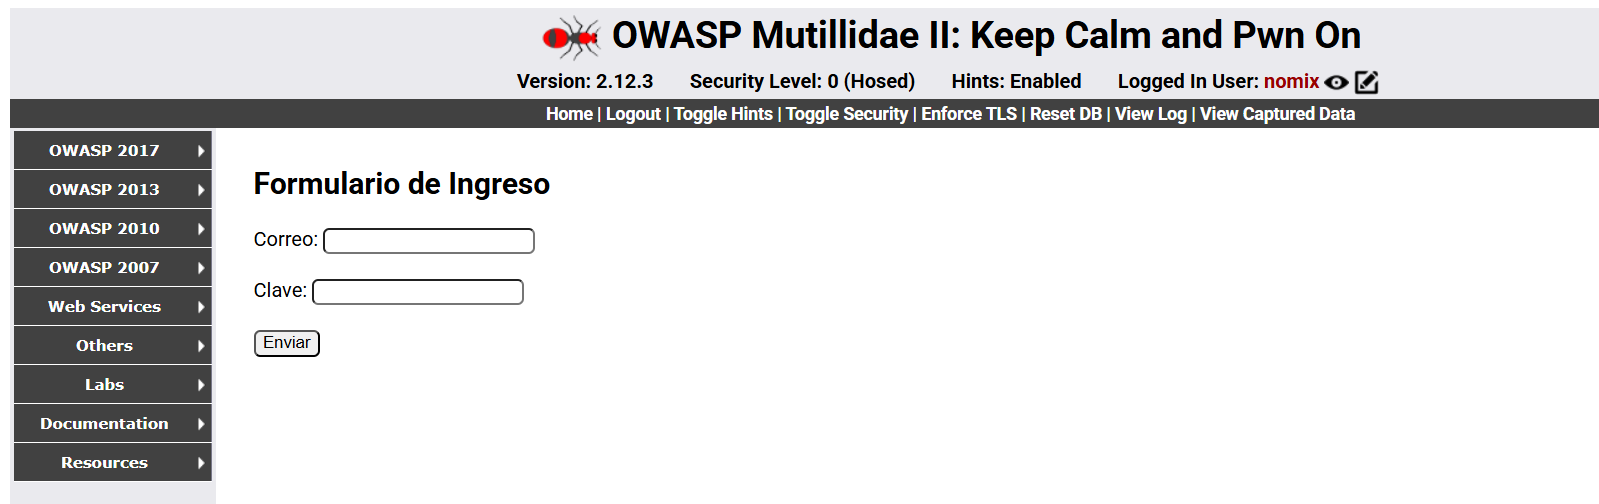 OWASP Mutillidae II: Keep Calm and Pwn On
Version: 2.12.3 Security Level: 0 (Hosed) Hints: Enabled Logged In User: nomix
Home | Logout | Toggle Hints | Toggle Security | Enforce TLS | Reset DB | View Log | View Captured Data
OWASP 2017
OWASP 2013
OWASP 2010
OWASP 2007
Web Services
Others
Labs
Documentation
Resources
Formulario de Ingreso
Correo:
Clave:
Enviar